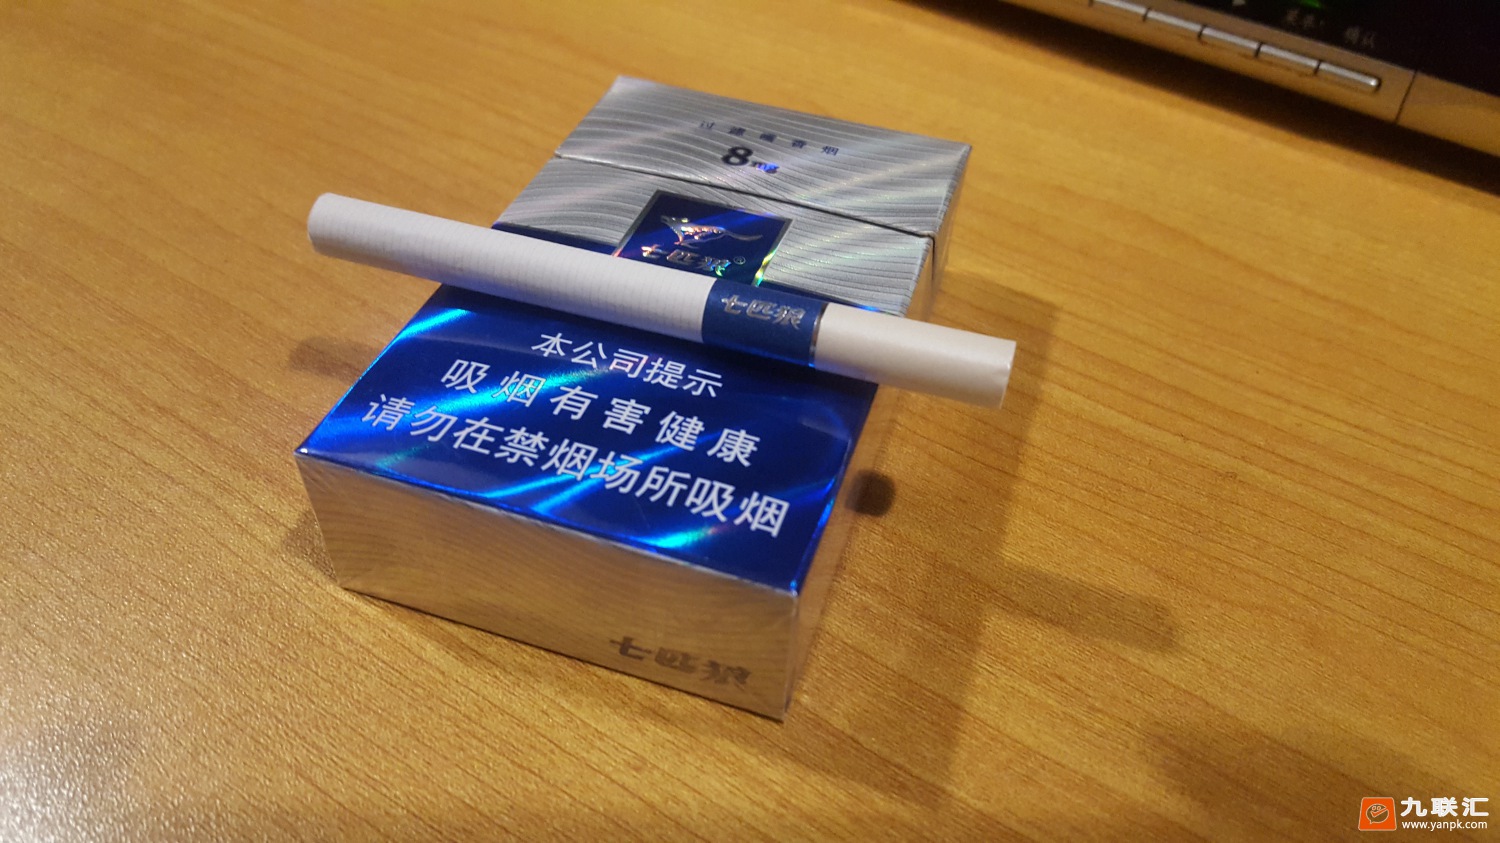 过滤嘴香烟
8mg
七匹狼®
七匹狼
本公司提示
吸烟有害健康
请勿在禁烟场所吸烟
七匹狼
九联汇
www.yanpk.com